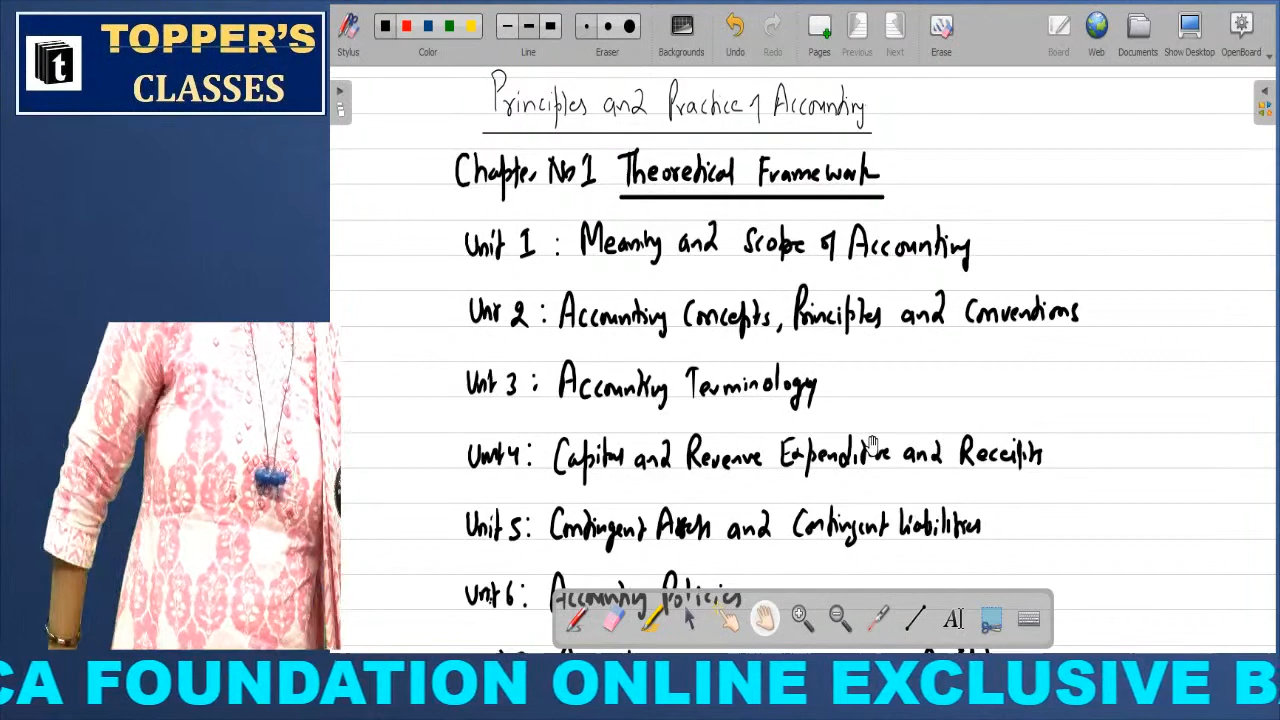 TOPPER'S
CLASSES
t
Stylus Color Line Eraser Backgrounds Undo Redo Pages Previous Next Erase Board Web Documents Show Desktop OpenBoard
Principles and Practice of Accounting
Chapter No 1 Theoretical Framework
Unit 1 : Meaning and Scope of Accounting
Unit 2 : Accounting Concepts, Principles and Conventions
Unit 3 : Accounting Terminology
Unit 4 : Capital and Revenue Expenditure and Receipts
Unit 5 : Contingent Assets and Contingent Liabilities
Unit 6 : Accounting Policies
AI
CA FOUNDATION ONLINE EXCLUSIVE B